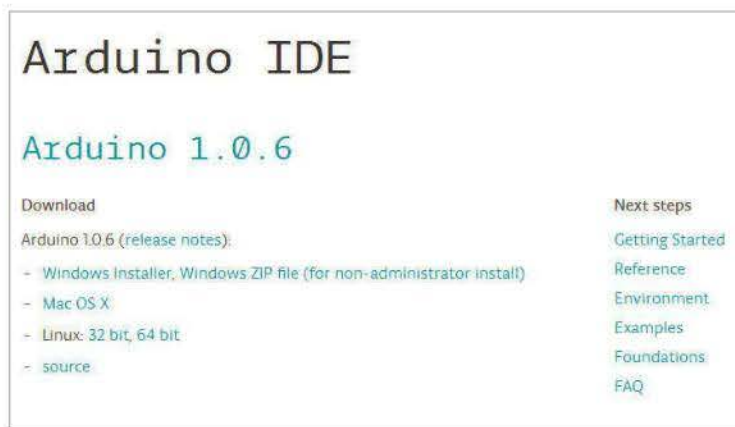 Arduino IDE
Arduino 1.0.6
Download
Arduino 1.0.6 (release notes):
- Windows Installer, Windows ZIP file (for non-administrator install)
- Mac OS X
- Linux: 32 bit, 64 bit
- source
Next steps
Getting Started
Reference
Environment
Examples
Foundations
FAQ